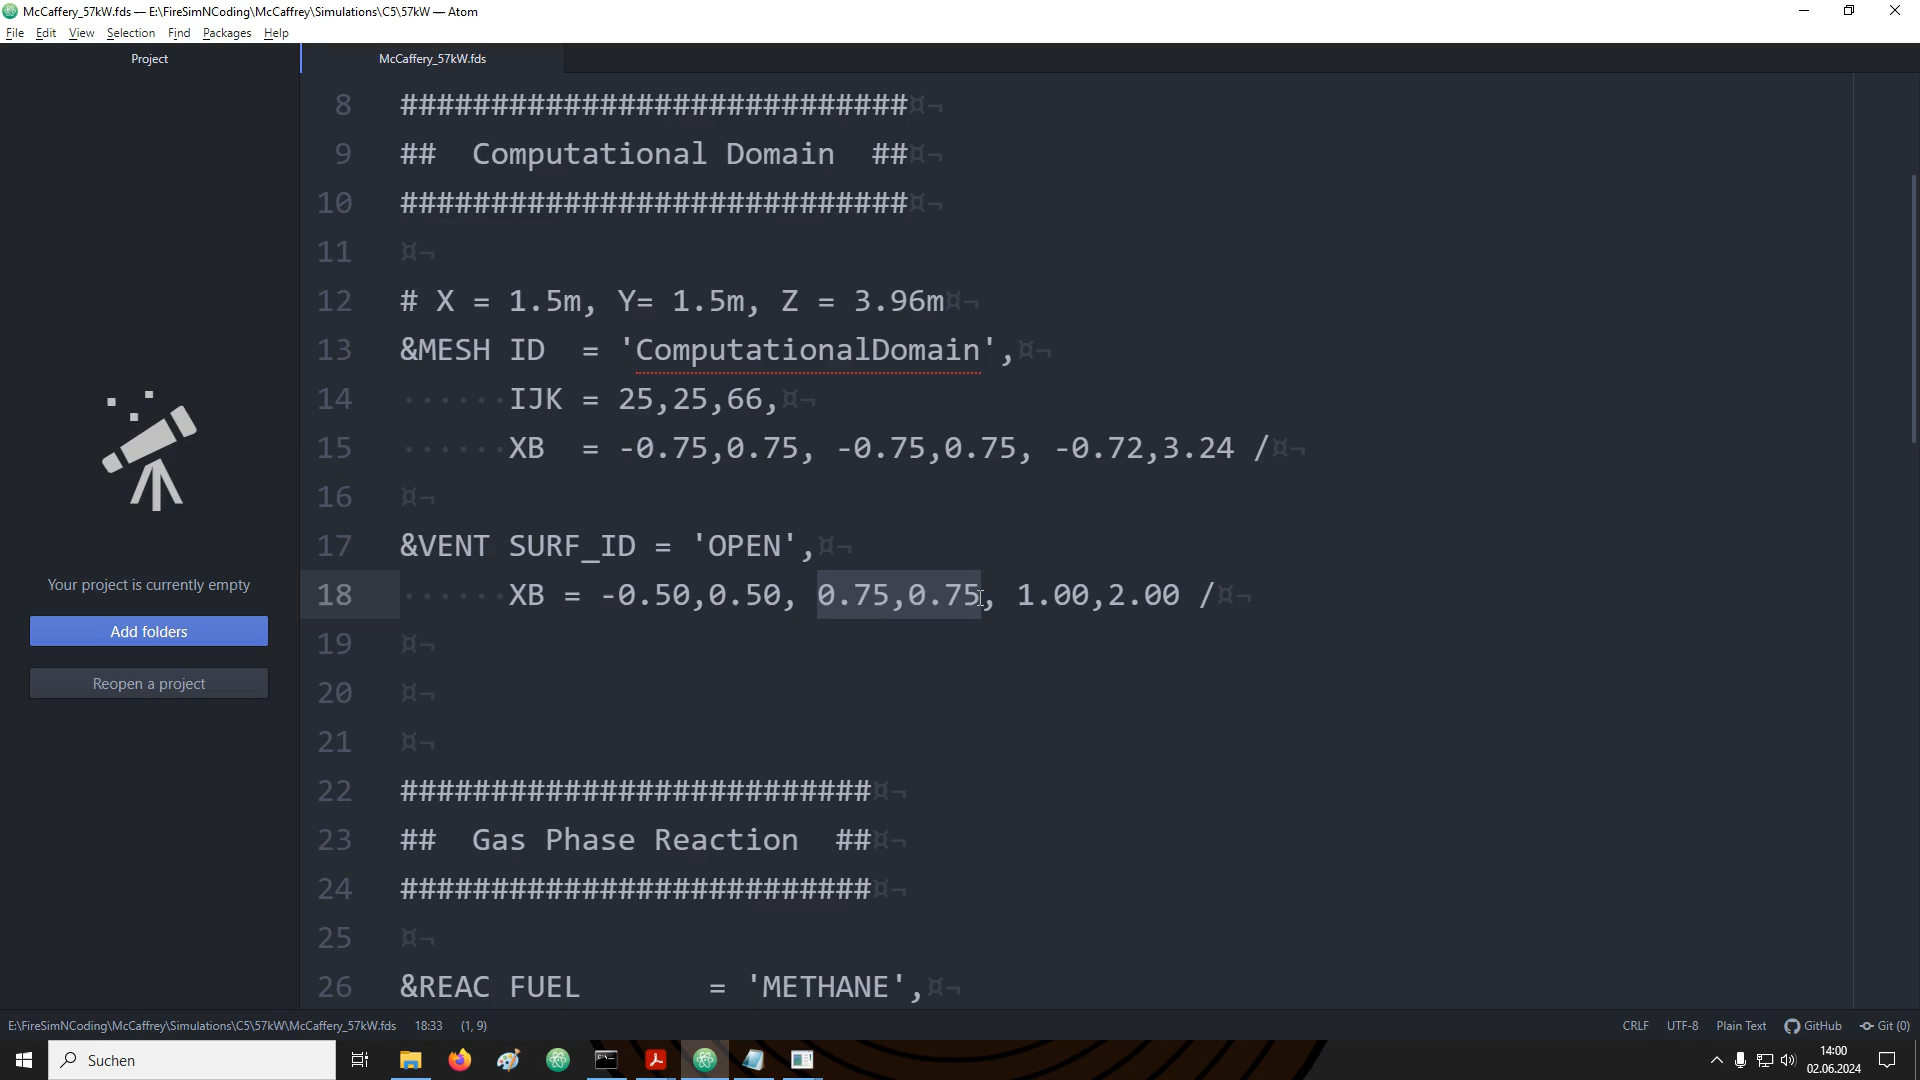 McCaffery_57kW.fds — E:\FireSimNCoding\McCaffrey\Simulations\C5\57kW — Atom
File Edit View Selection Find Packages Help
Project
McCaffery_57kW.fds
8 ############################¤¬
9 ##  Computational Domain  ##¤¬
10 ############################¤¬
11 ¤¬
12 # X = 1.5m, Y= 1.5m, Z = 3.96m¤¬
13 &MESH ID  = 'ComputationalDomain',¤¬
14 ······IJK = 25,25,66,¤¬
15 ······XB  = -0.75,0.75, -0.75,0.75, -0.72,3.24 /¤¬
16 ¤¬
17 &VENT SURF_ID = 'OPEN',¤¬
18 ······XB = -0.50,0.50, 0.75,0.75, 1.00,2.00 /¤¬
19 ¤¬
20 ¤¬
21 ¤¬
22 ##########################¤¬
23 ##  Gas Phase Reaction  ##¤¬
24 ##########################¤¬
25 ¤¬
26 &REAC FUEL       = 'METHANE',¤¬
Your project is currently empty
Add folders
Reopen a project
E:\FireSimNCoding\McCaffrey\Simulations\C5\57kW\McCaffery_57kW.fds 18:33 (1, 9)
CRLF UTF-8 Plain Text GitHub Git (0)
Suchen
14:00
02.06.2024